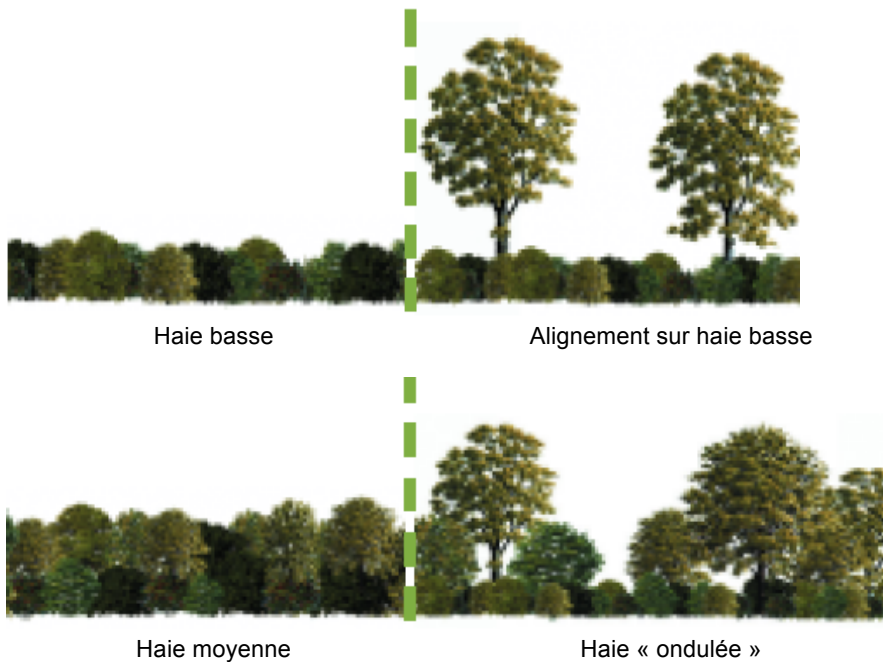 Haie basse
Alignement sur haie basse
Haie moyenne
Haie « ondulée »